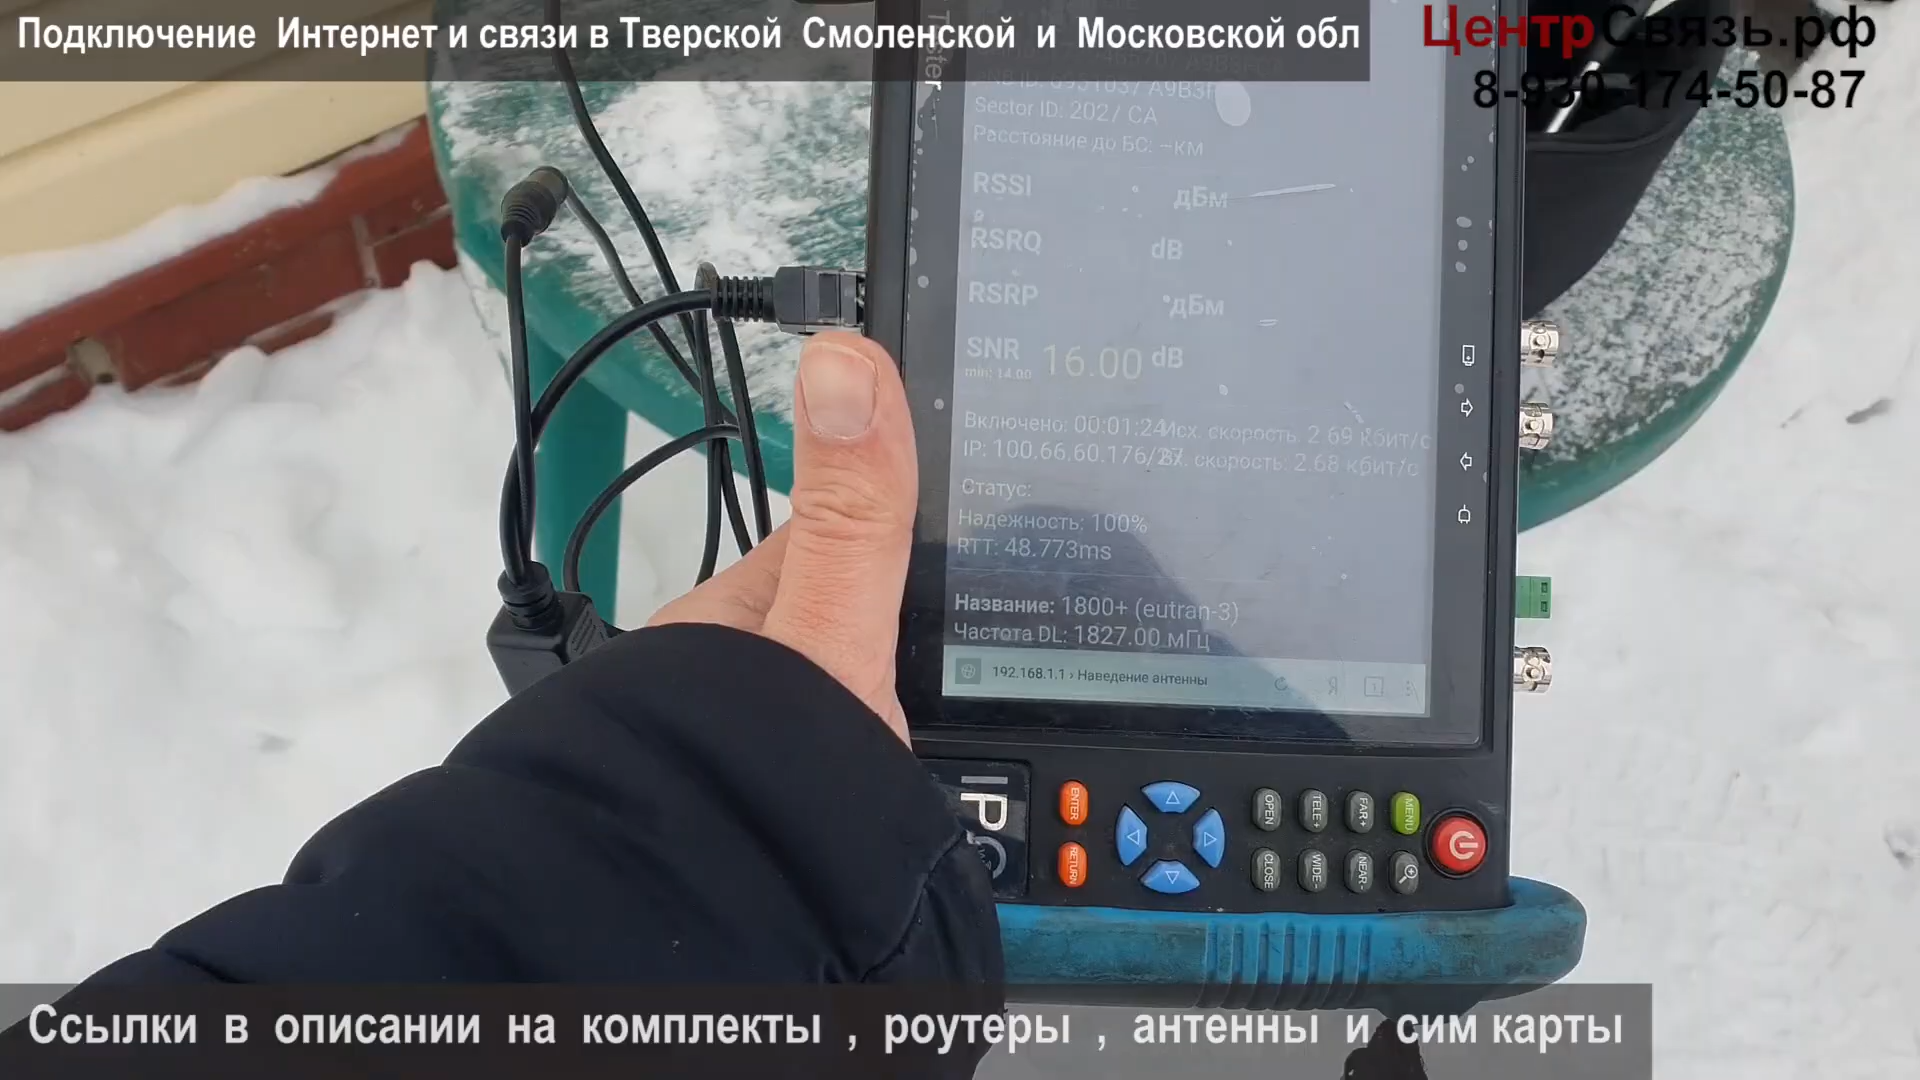 Подключение Интернет и связи в Тверской Смоленской и Московской обл
ЦентрСвязь.рф
8-930-174-50-87
Sector ID: 202/ CA
Расстояние до БС: ~км
RSSI дБм
RSRQ dB
RSRP дБм
SNR 16.00 dB
min: 14.00
Включено: 00:01:24 Исх. скорость: 2.69 Кбит/с
IP: 100.66.60.176/27 Вх. скорость: 2.68 кбит/с
Статус:
Надежность: 100%
RTT: 48.773ms
Название: 1800+ (eutran-3)
Частота DL: 1827.00 мГц
192.168.1.1 › Наведение антенны
IPC
ENTER
RETURN
OPEN
TELE+
FAR+
MENU
CLOSE
WIDE-
NEAR-
Ссылки в описании на комплекты , роутеры , антенны и сим карты